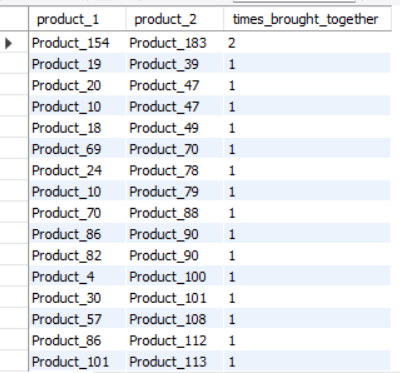 product_1 product_2 times_brought_together
Product_154 Product_183 2
Product_19 Product_39 1
Product_20 Product_47 1
Product_10 Product_47 1
Product_18 Product_49 1
Product_69 Product_70 1
Product_24 Product_78 1
Product_10 Product_79 1
Product_70 Product_88 1
Product_86 Product_90 1
Product_82 Product_90 1
Product_4 Product_100 1
Product_30 Product_101 1
Product_57 Product_108 1
Product_86 Product_112 1
Product_101 Product_113 1